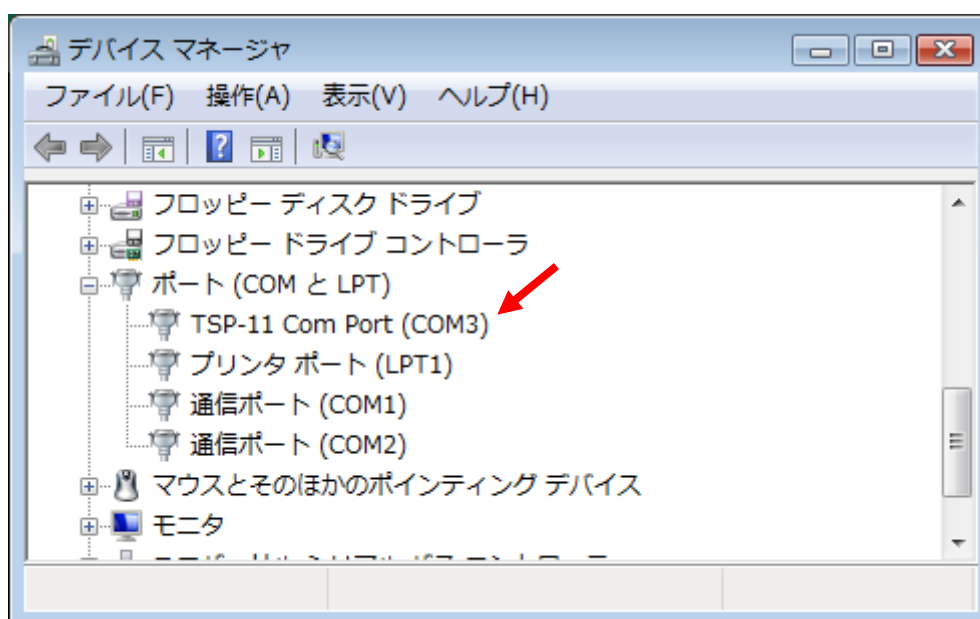 デバイス マネージャ
ファイル(F) 操作(A) 表示(V) ヘルプ(H)
フロッピー ディスク ドライブ
フロッピー ドライブ コントローラ
ポート (COM と LPT)
TSP-11 Com Port (COM3)
プリンタ ポート (LPT1)
通信ポート (COM1)
通信ポート (COM2)
マウスとそのほかのポインティング デバイス
モニタ